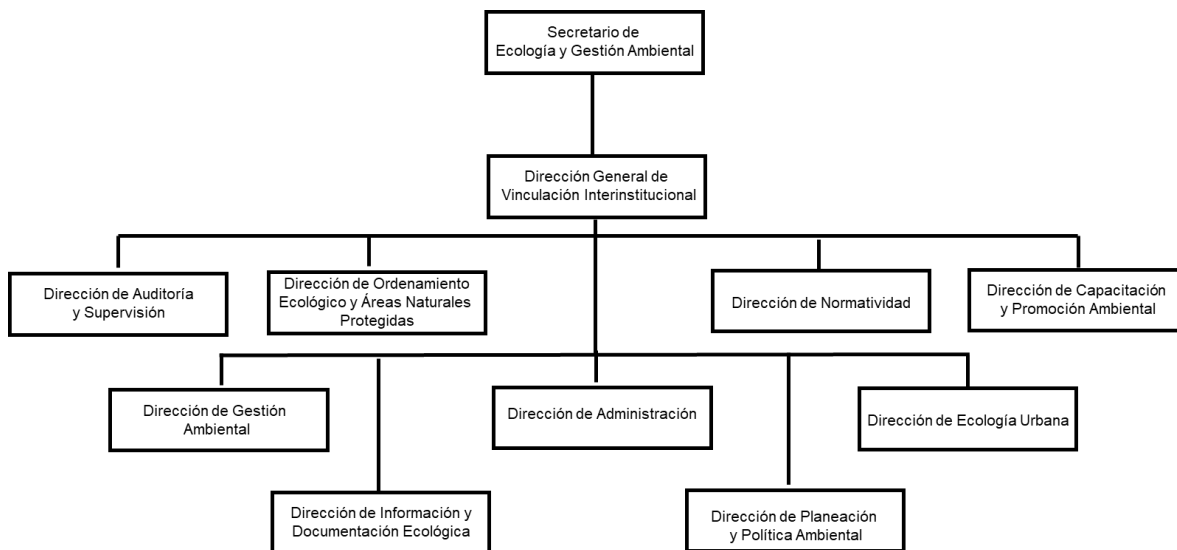 Secretario de
Ecología y Gestión Ambiental
Dirección General de
Vinculación Interinstitucional
Dirección de Auditoría
y Supervisión
Dirección de Ordenamiento
Ecológico y Áreas Naturales
Protegidas
Dirección de Normatividad
Dirección de Capacitación
y Promoción Ambiental
Dirección de Gestión
Ambiental
Dirección de Administración
Dirección de Ecología Urbana
Dirección de Información y
Documentación Ecológica
Dirección de Planeación
y Política Ambiental